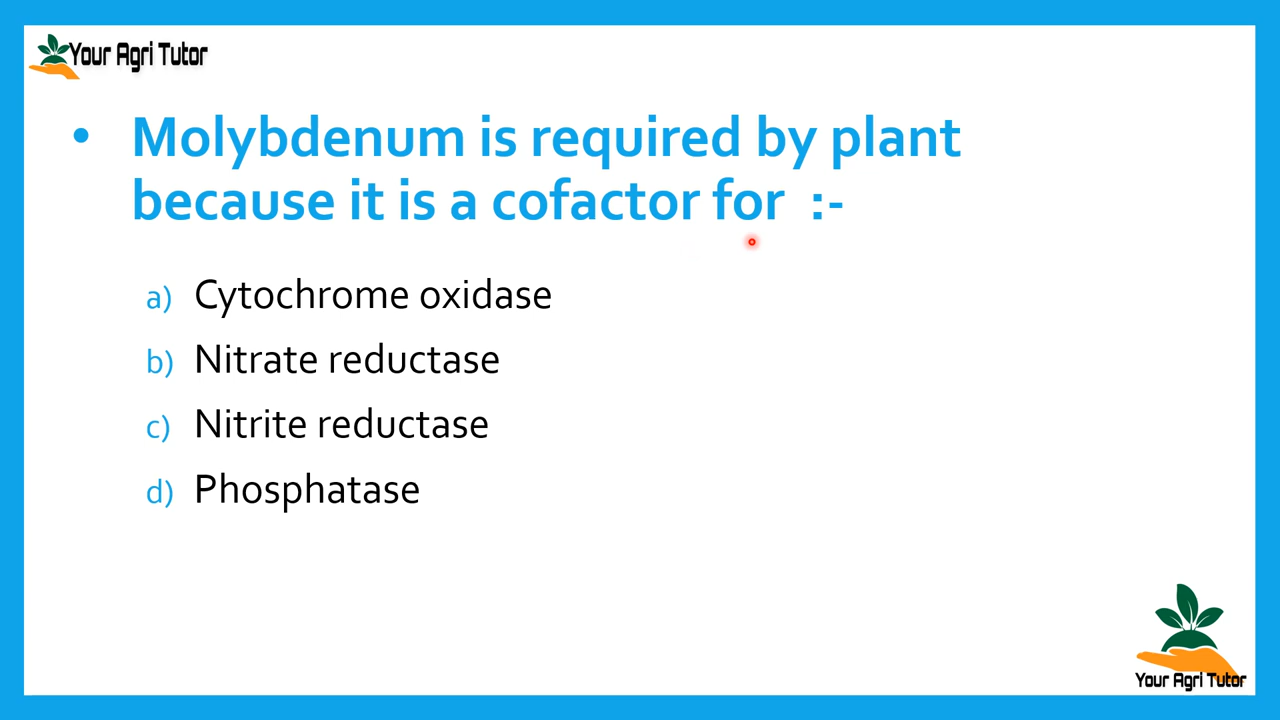 Your Agri Tutor
• Molybdenum is required by plant
because it is a cofactor for :-
a) Cytochrome oxidase
b) Nitrate reductase
c) Nitrite reductase
d) Phosphatase
Your Agri Tutor